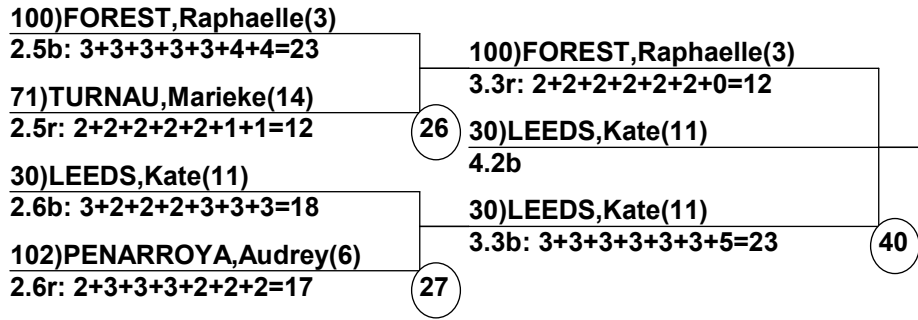 100)FOREST,Raphaelle(3)
2.5b: 3+3+3+3+3+4+4=23
71)TURNAU,Marieke(14)
2.5r: 2+2+2+2+2+1+1=12
26
30)LEEDS,Kate(11)
2.6b: 3+2+2+2+3+3+3=18
102)PENARROYA,Audrey(6)
2.6r: 2+3+3+3+2+2+2=17
27
100)FOREST,Raphaelle(3)
3.3r: 2+2+2+2+2+2+0=12
30)LEEDS,Kate(11)
4.2b
30)LEEDS,Kate(11)
3.3b: 3+3+3+3+3+3+5=23
40